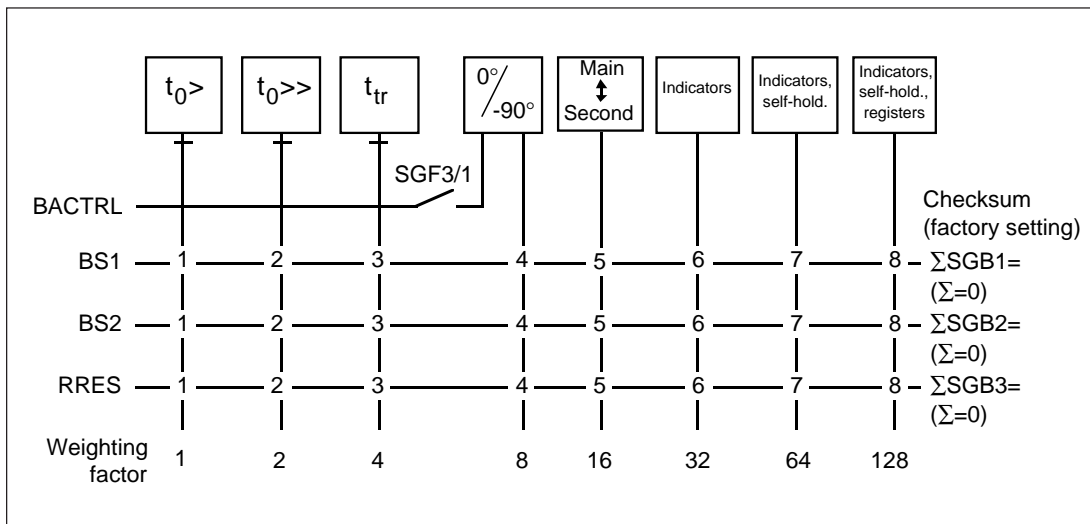 t0>
t0>>
ttr
0°/-90°
Main
Second
Indicators
Indicators,
self-hold.
Indicators,
self-hold.,
registers
SGF3/1
BACTRL
Checksum
(factory setting)
BS1 1 2 3 4 5 6 7 8 ∑SGB1=
(∑=0)
BS2 1 2 3 4 5 6 7 8 ∑SGB2=
(∑=0)
RRES 1 2 3 4 5 6 7 8 ∑SGB3=
(∑=0)
Weighting
factor
1 2 4 8 16 32 64 128